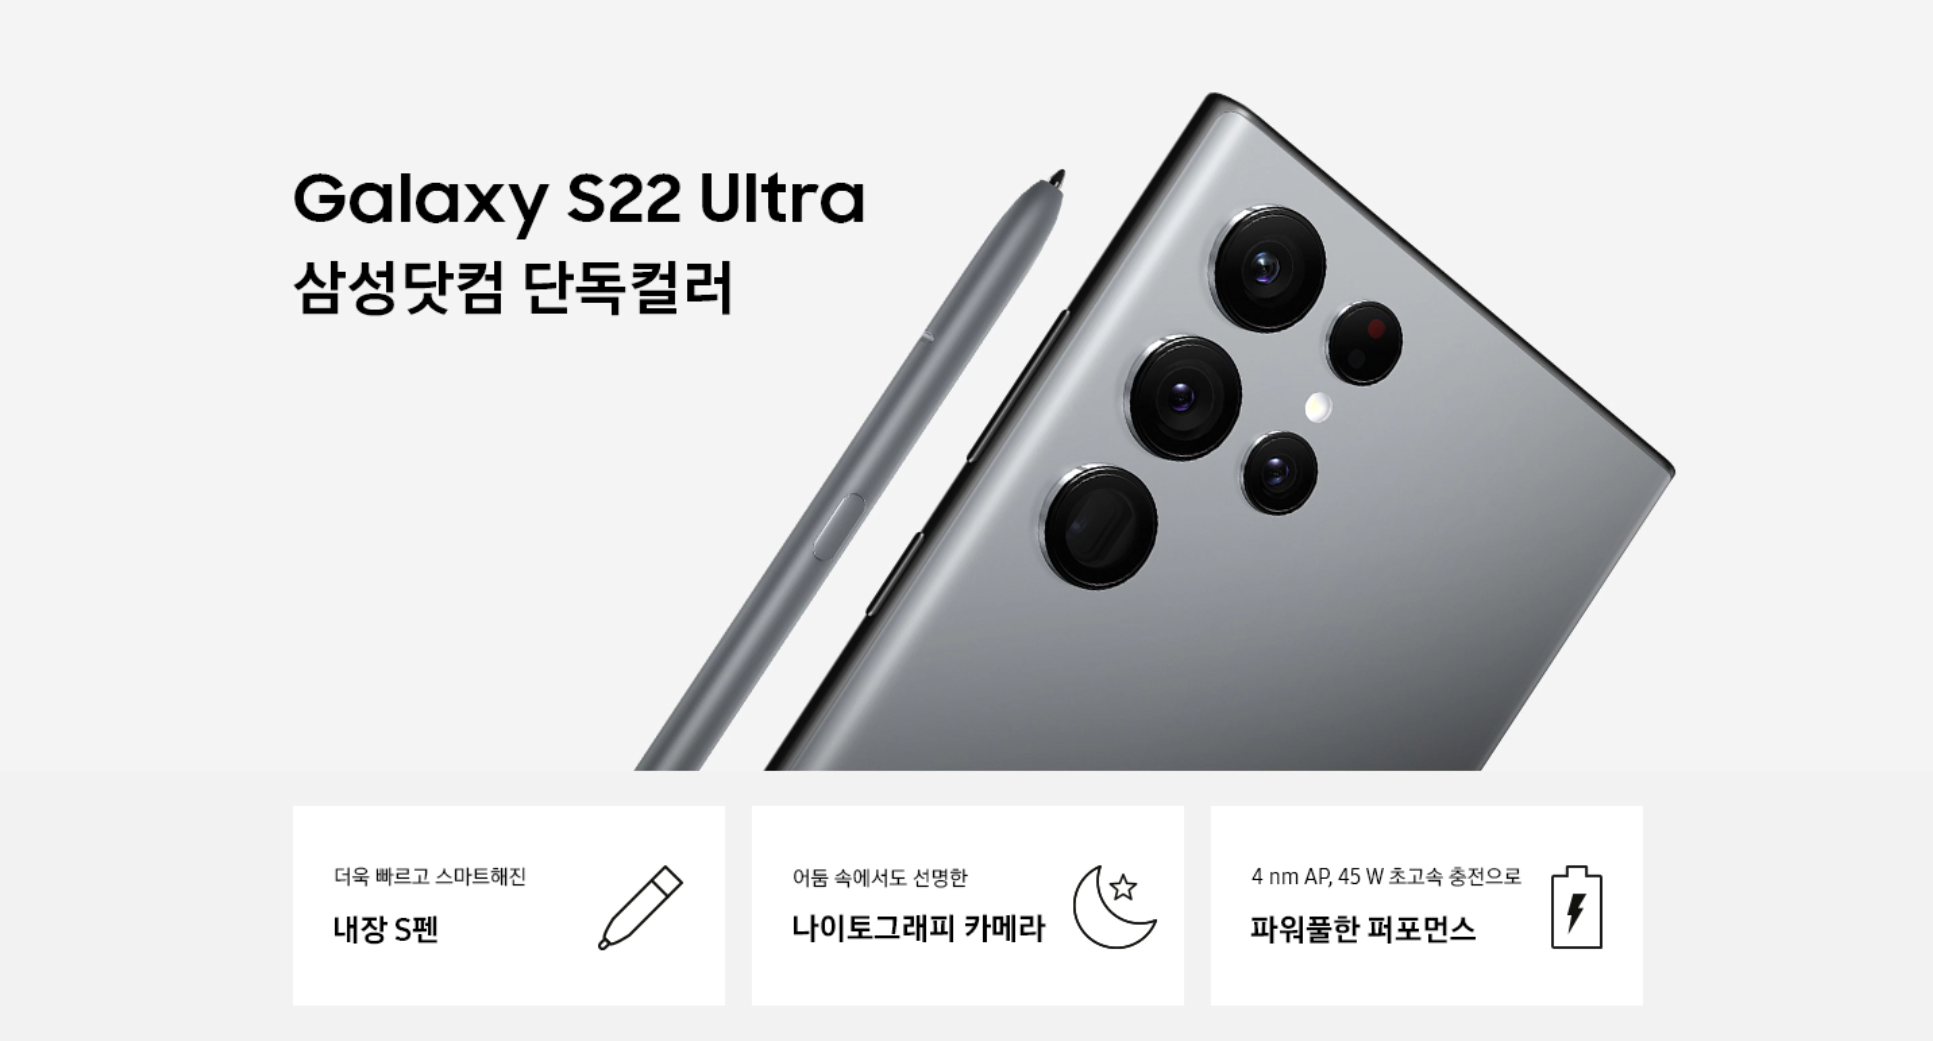 Galaxy S22 Ultra
삼성닷컴 단독컬러
더욱 빠르고 스마트해진
내장 S펜
어둠 속에서도 선명한
나이토그래피 카메라
4 nm AP, 45 W 초고속 충전으로
파워풀한 퍼포먼스